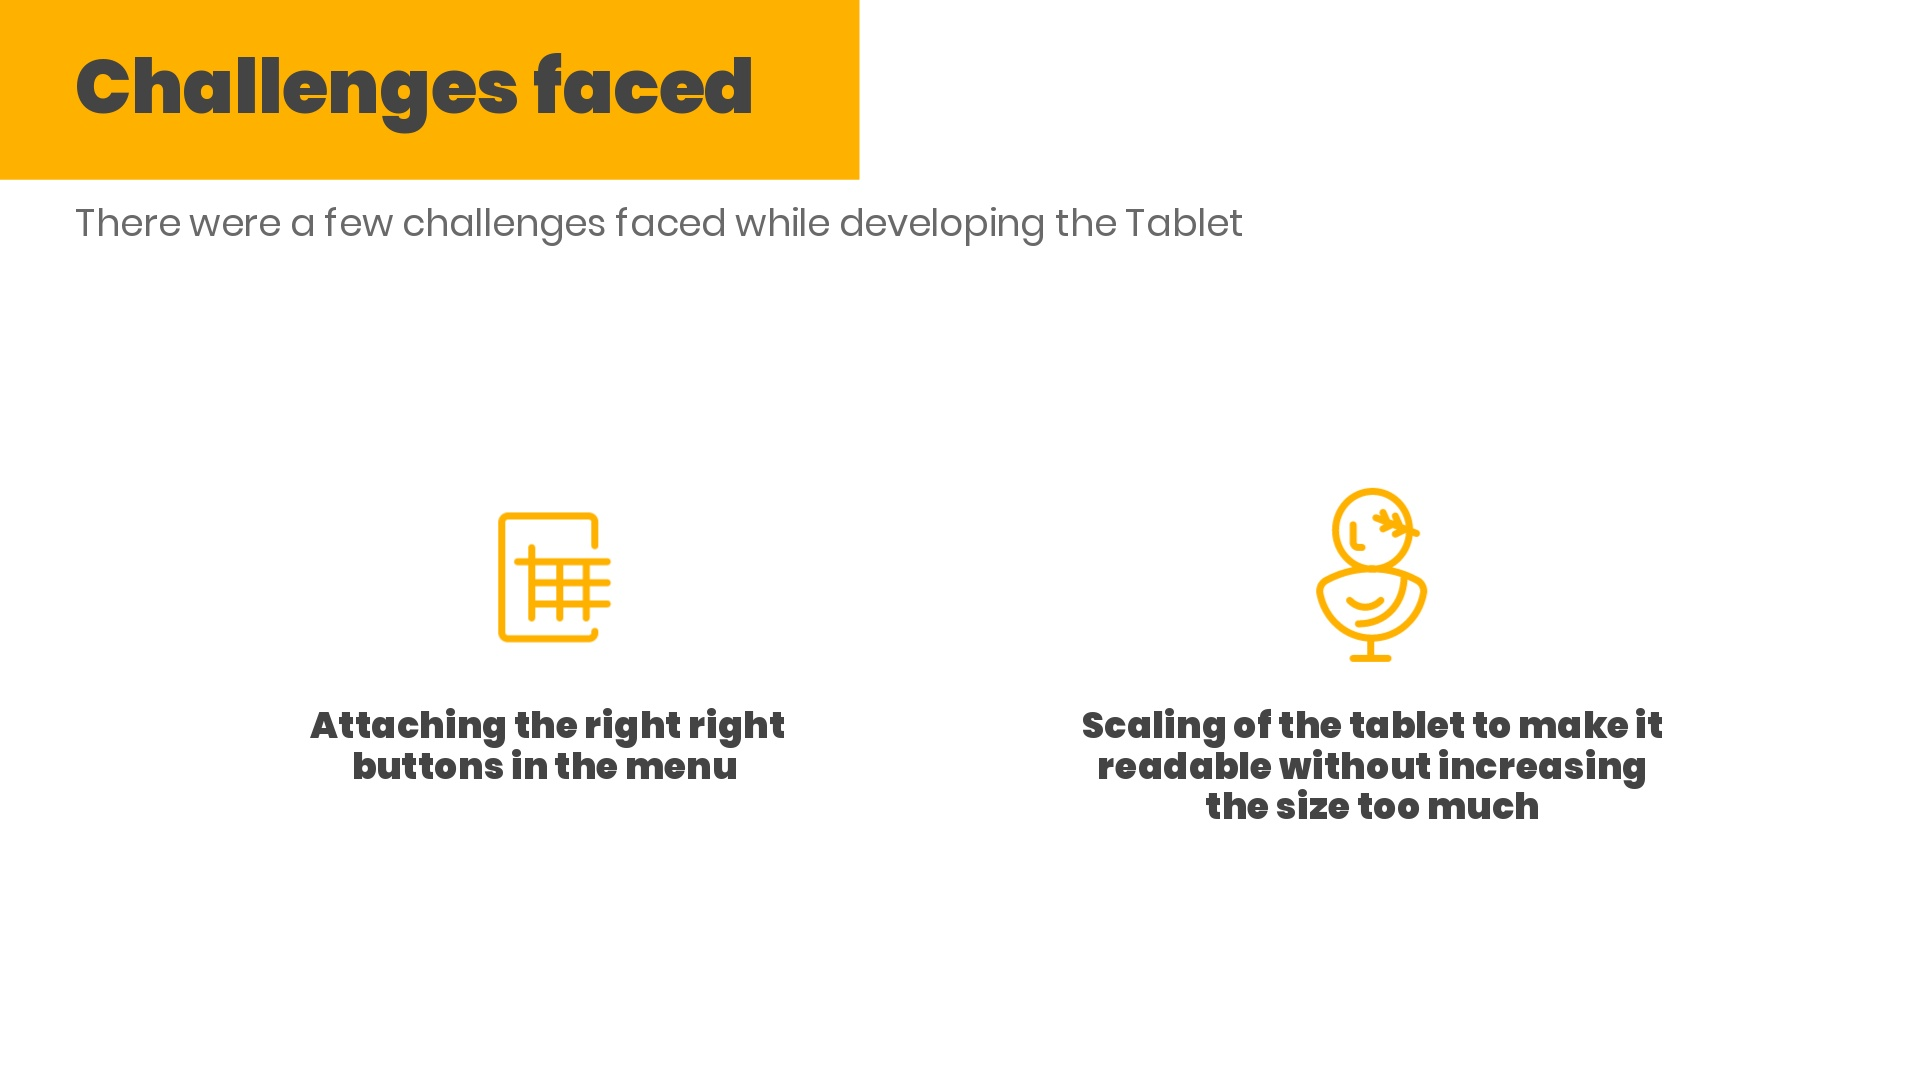 Challenges faced
There were a few challenges faced while developing the Tablet
Attaching the right right
buttons in the menu
Scaling of the tablet to make it
readable without increasing
the size too much